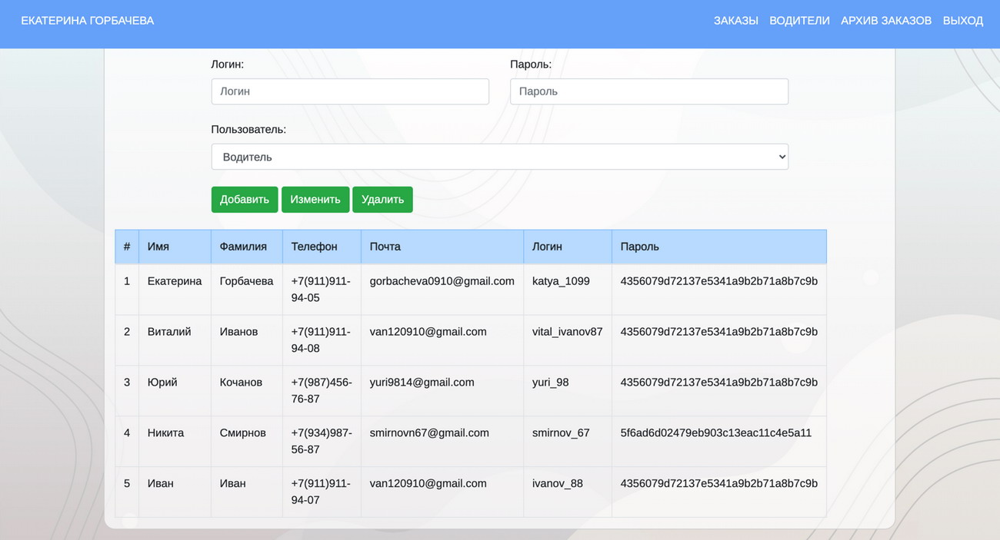 ЕКАТЕРИНА ГОРБАЧЕВА ЗАКАЗЫ ВОДИТЕЛИ АРХИВ ЗАКАЗОВ ВЫХОД
Логин: Пароль:
Логин Пароль
Пользователь:
Водитель
Добавить Изменить Удалить
# Имя Фамилия Телефон Почта Логин Пароль
1 Екатерина Горбачева +7(911)911- gorbacheva0910@gmail.com katya_1099 4356079d72137e5341a9b2b71a8b7c9b
94-05
2 Виталий Иванов +7(911)911- van120910@gmail.com vital_ivanov87 4356079d72137e5341a9b2b71a8b7c9b
94-08
3 Юрий Кочанов +7(987)456- yuri9814@gmail.com yuri_98 4356079d72137e5341a9b2b71a8b7c9b
76-87
4 Никита Смирнов +7(934)987- smirnovn67@gmail.com smirnov_67 5f6ad6d02479eb903c13eac11c4e5a11
56-87
5 Иван Иван +7(911)911- van120910@gmail.com ivanov_88 4356079d72137e5341a9b2b71a8b7c9b
94-07